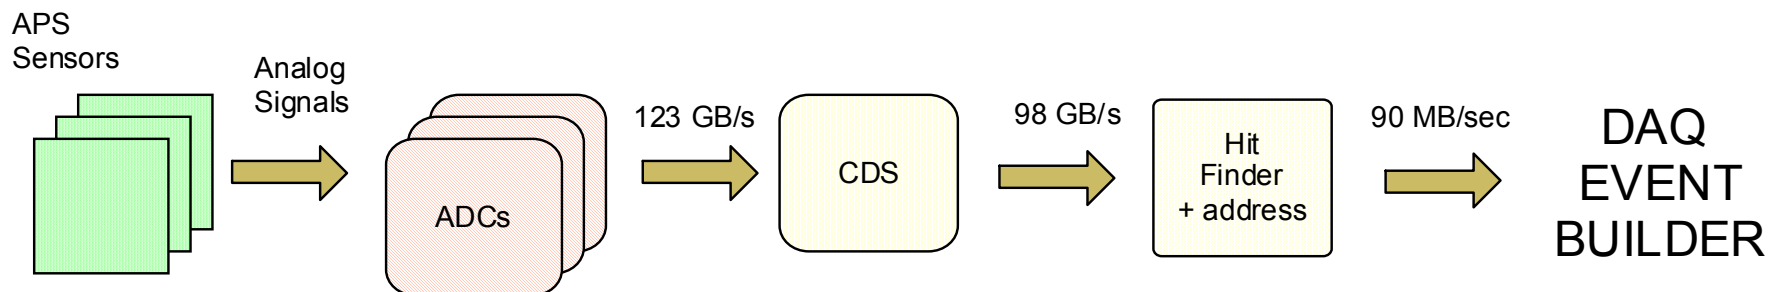 APS
Sensors
Analog
Signals
ADCs
123 GB/s
CDS
98 GB/s
Hit
Finder
+ address
90 MB/sec
DAQ
EVENT
BUILDER